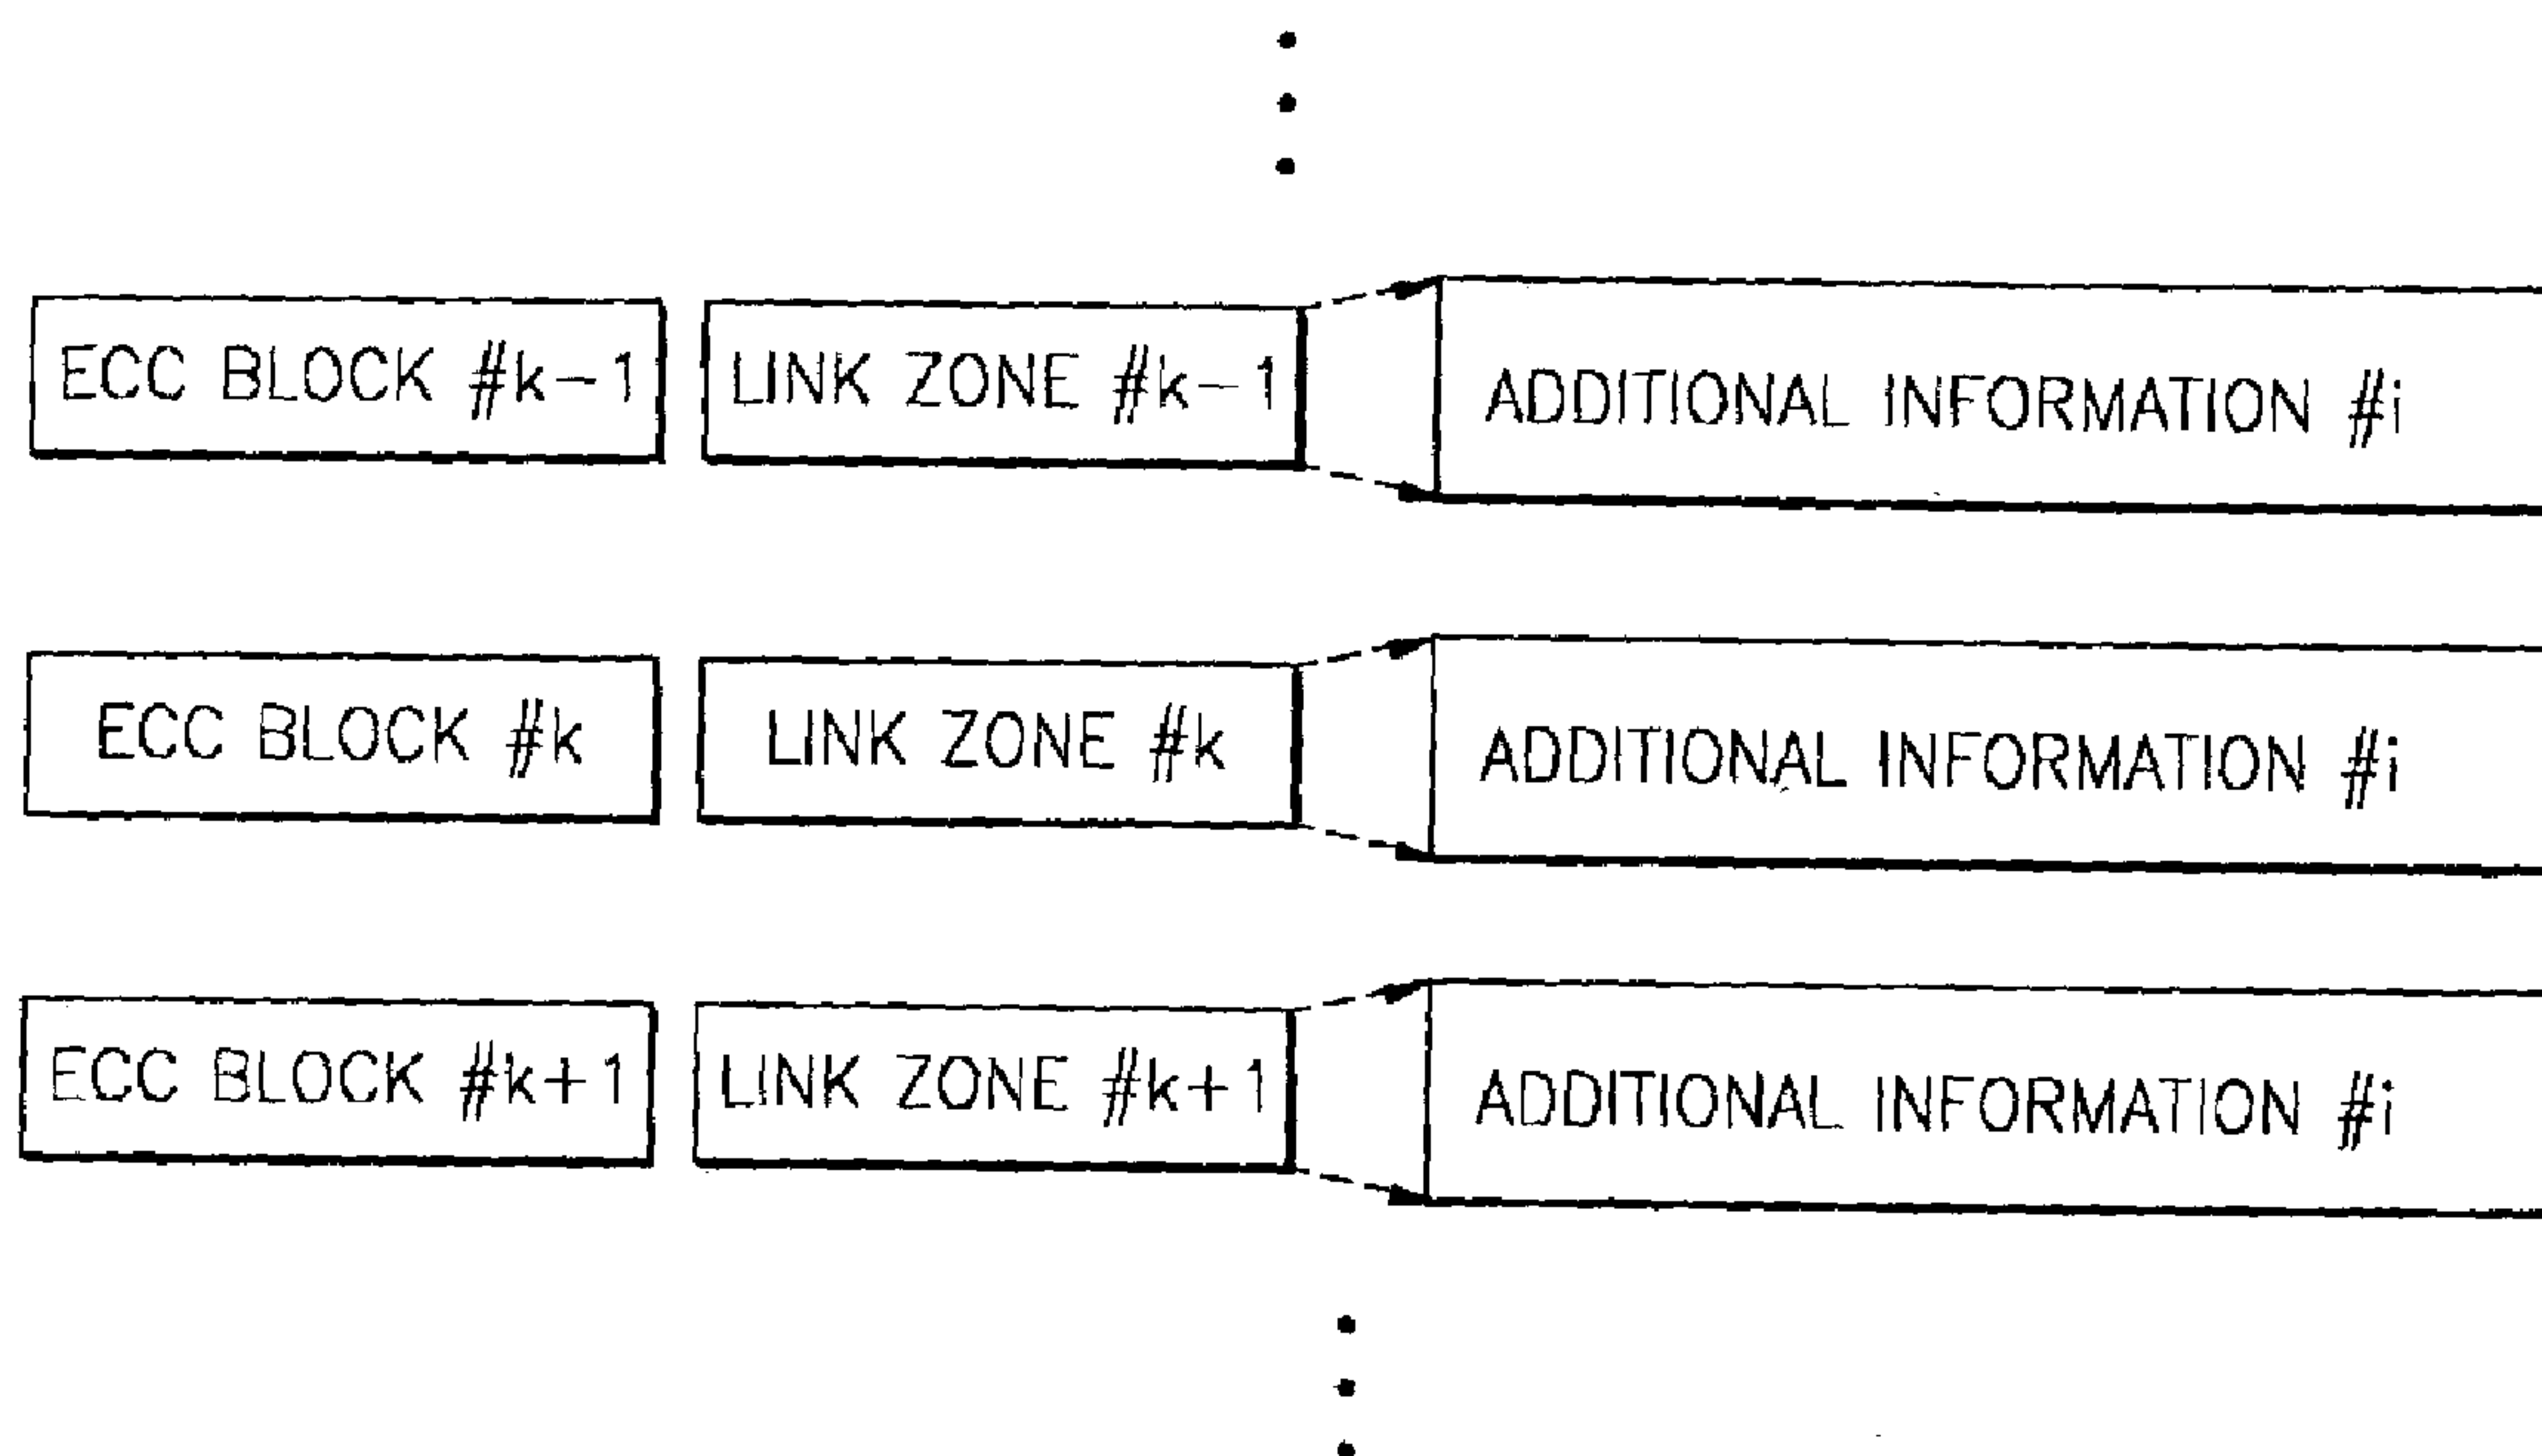 ECC BLOCK #k-1 LINK ZONE #k-1 ADDITIONAL INFORMATION #i
ECC BLOCK #k LINK ZONE #k ADDITIONAL INFORMATION #i
ECC BLOCK #k+1 LINK ZONE #k+1 ADDITIONAL INFORMATION #i